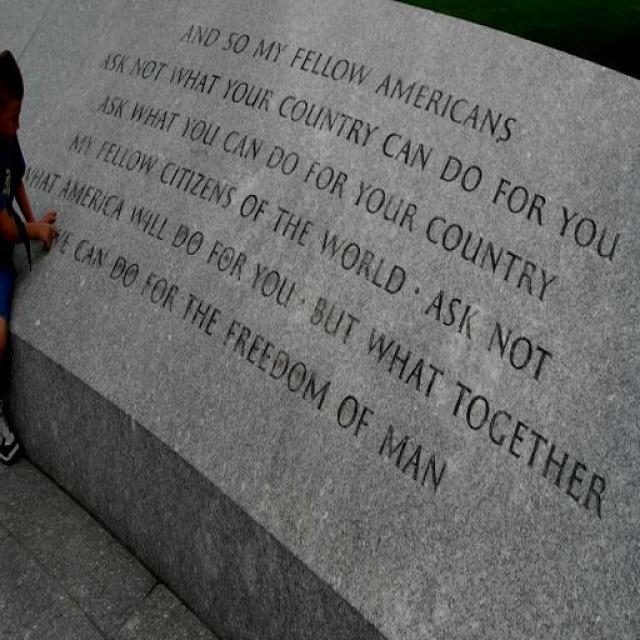 AND SO MY FELLOW AMERICANS
ASK NOT WHAT YOUR COUNTRY CAN DO FOR YOU
ASK WHAT YOU CAN DO FOR YOUR COUNTRY
MY FELLOW CITIZENS OF THE WORLD · ASK NOT
WHAT AMERICA WILL DO FOR YOU · BUT WHAT TOGETHER
WE CAN DO FOR THE FREEDOM OF MAN